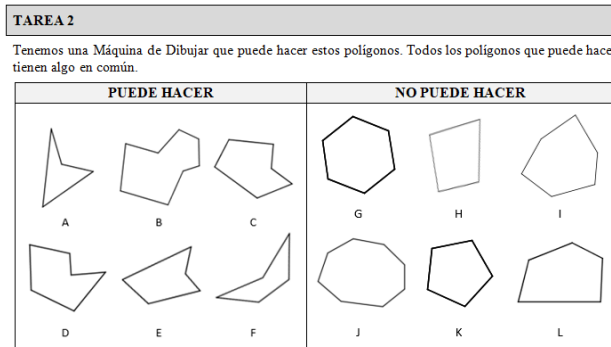 TAREA 2
Tenemos una Máquina de Dibujar que puede hacer estos polígonos. Todos los polígonos que puede hace
tienen algo en común.
PUEDE HACER NO PUEDE HACER
A B C G H I
D E F J K L